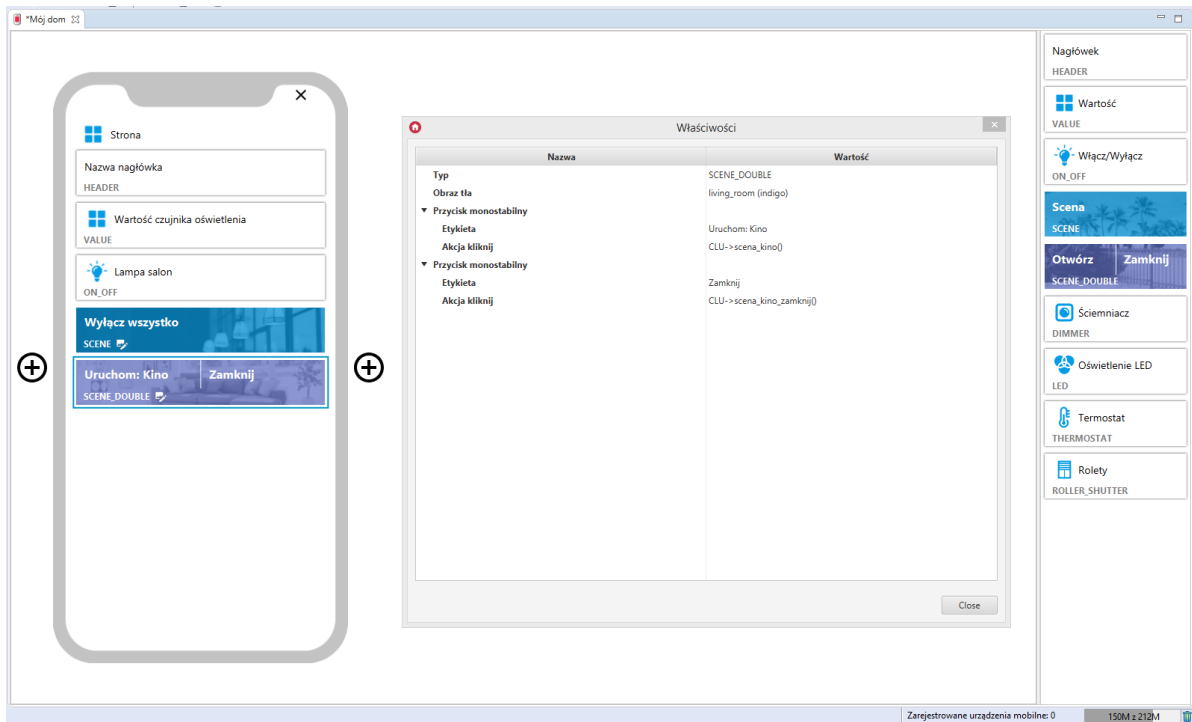 *Mój dom
Strona
Nazwa nagłówka
HEADER
Wartość czujnika oświetlenia
VALUE
Lampa salon
ON_OFF
Wyłącz wszystko
SCENE
Uruchom: Kino Zamknij
SCENE_DOUBLE
Właściwości
Nazwa Wartość
Typ SCENE_DOUBLE
Obraz tła living_room (indigo)
Przycisk monostabilny
Etykieta Uruchom: Kino
Akcja kliknij CLU->scena_kino()
Przycisk monostabilny
Etykieta Zamknij
Akcja kliknij CLU->scena_kino_zamknij()
Close
Nagłówek
HEADER
Wartość
VALUE
Włącz/Wyłącz
ON_OFF
Scena
SCENE
Otwórz Zamknij
SCENE_DOUBLE
Ściemniacz
DIMMER
Oświetlenie LED
LED
Termostat
THERMOSTAT
Rolety
ROLLER_SHUTTER
Zarejestrowane urządzenia mobilne: 0 150M z 212M